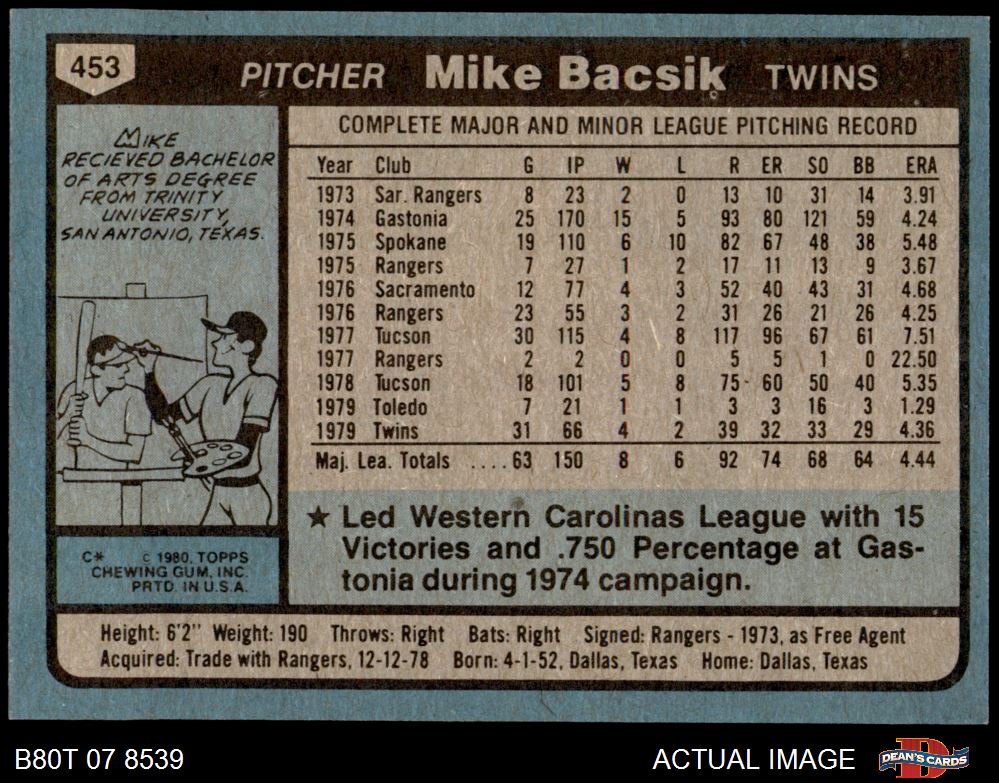 453
PITCHER Mike Bacsik TWINS
MIKE
RECIEVED BACHELOR
OF ARTS DEGREE
FROM TRINITY
UNIVERSITY,
SAN ANTONIO, TEXAS.
C* © 1980, TOPPS
CHEWING GUM, INC.
PRTD. IN U.S.A.
COMPLETE MAJOR AND MINOR LEAGUE PITCHING RECORD
Year Club G IP W L R ER SO BB ERA
1973 Sar. Rangers 8 23 2 0 13 10 31 14 3.91
1974 Gastonia 25 170 15 5 93 80 121 59 4.24
1975 Spokane 19 110 6 10 82 67 48 38 5.48
1975 Rangers 7 27 1 2 17 11 13 9 3.67
1976 Sacramento 12 77 4 3 52 40 43 31 4.68
1976 Rangers 23 55 3 2 31 26 21 26 4.25
1977 Tucson 30 115 4 8 117 96 67 61 7.51
1977 Rangers 2 2 0 0 5 5 1 0 22.50
1978 Tucson 18 101 5 8 75 60 50 40 5.35
1979 Toledo 7 21 1 1 3 3 16 3 1.29
1979 Twins 31 66 4 2 39 32 33 29 4.36
Maj. Lea. Totals ....63 150 8 6 92 74 68 64 4.44
★ Led Western Carolinas League with 15
Victories and .750 Percentage at Gas-
tonia during 1974 campaign.
Height: 6'2" Weight: 190 Throws: Right Bats: Right Signed: Rangers - 1973, as Free Agent
Acquired: Trade with Rangers, 12-12-78 Born: 4-1-52, Dallas, Texas Home: Dallas, Texas
B80T 07 8539 ACTUAL IMAGE DEAN'S CARDS